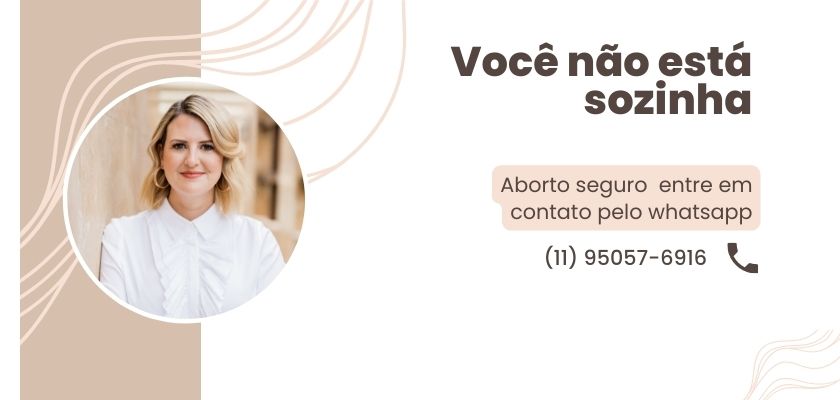 Você não está
sozinha
Aborto seguro  entre em
contato pelo whatsapp
(11) 95057-6916